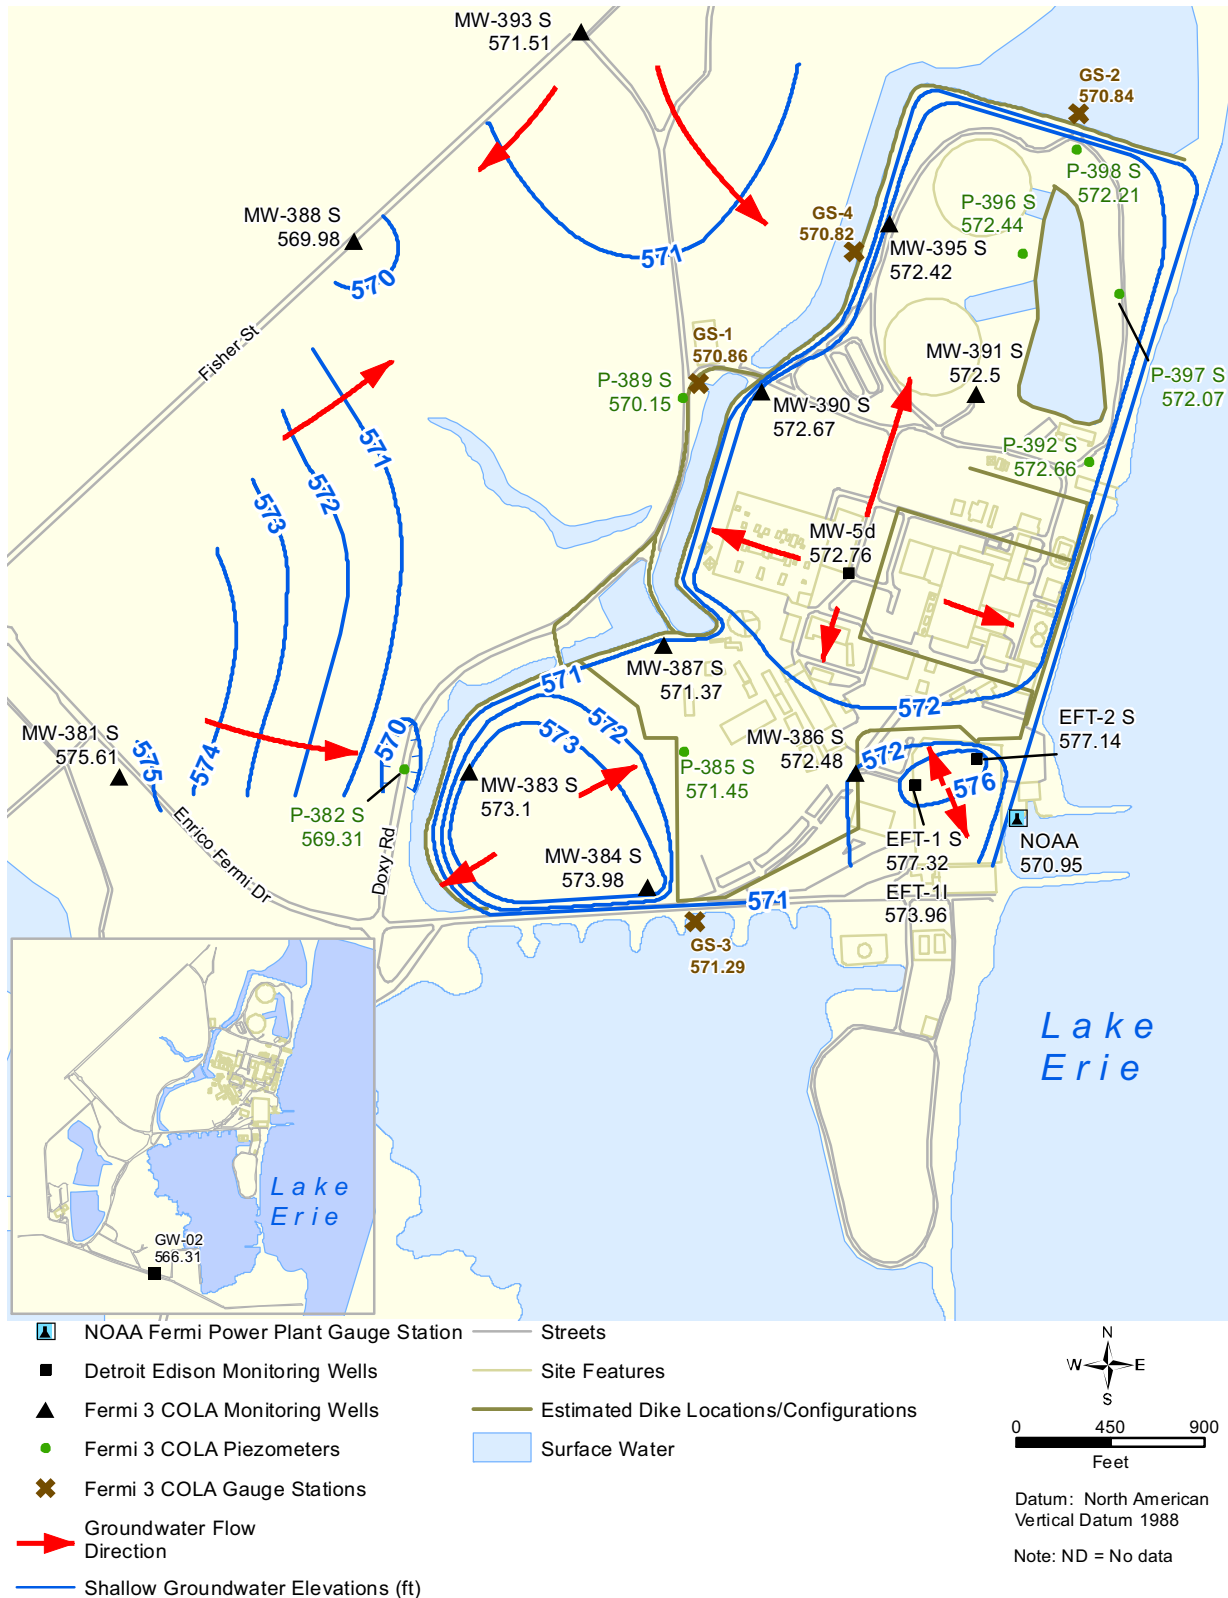 MW-393 S
571.51
GS-2
570.84
P-398 S
572.21
P-396 S
572.44
MW-388 S
569.98
GS-4
570.82
MW-395 S
572.42
571
570
Fisher St
GS-1
570.86
MW-391 S
572.5
P-397 S
572.07
P-389 S
570.15
MW-390 S
572.67
P-392 S
572.66
571
572
573
MW-5d
572.76
MW-387 S
571.37
571
572
573
572
EFT-2 S
577.14
MW-381 S
575.61
575
574
570
MW-386 S
572.48
572
576
P-385 S
571.45
MW-383 S
573.1
P-382 S
569.31
Enrico Fermi Dr
Doxy Rd
MW-384 S
573.98
EFT-1 S
577.32
NOAA
570.95
EFT-1I
573.96
571
GS-3
571.29
Lake
Erie
Lake
Erie
GW-02
566.31
NOAA Fermi Power Plant Gauge Station
Detroit Edison Monitoring Wells
Fermi 3 COLA Monitoring Wells
Fermi 3 COLA Piezometers
Fermi 3 COLA Gauge Stations
Groundwater Flow
Direction
Shallow Groundwater Elevations (ft)
Streets
Site Features
Estimated Dike Locations/Configurations
Surface Water
N
W E
S
0 450 900
Feet
Datum: North American
Vertical Datum 1988
Note: ND = No data